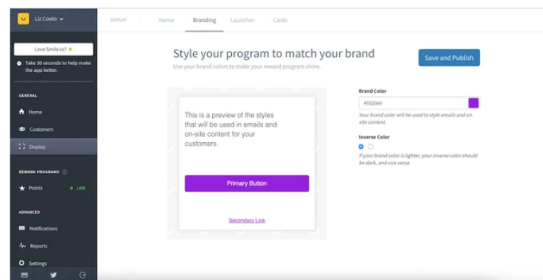 Liz Couto
DISPLAY
Home
Branding
Launcher
Cards
Love Smile.io?
Take 30 seconds to help make
the app better.
GENERAL
Home
Customers
Display
REWARD PROGRAMS
Points
LIVE
ADVANCED
Notifications
Reports
Settings
Style your program to match your brand
Use your brand colors to make your reward program shine.
Save and Publish
This is a preview of the styles
that will be used in emails and
on-site content for your
customers.
Primary Button
Secondary Link
Brand Color
Your brand color will be used to style emails and on-
site content.
Inverse Color
If your brand color is lighter, your inverse color should
be dark, and vice versa.